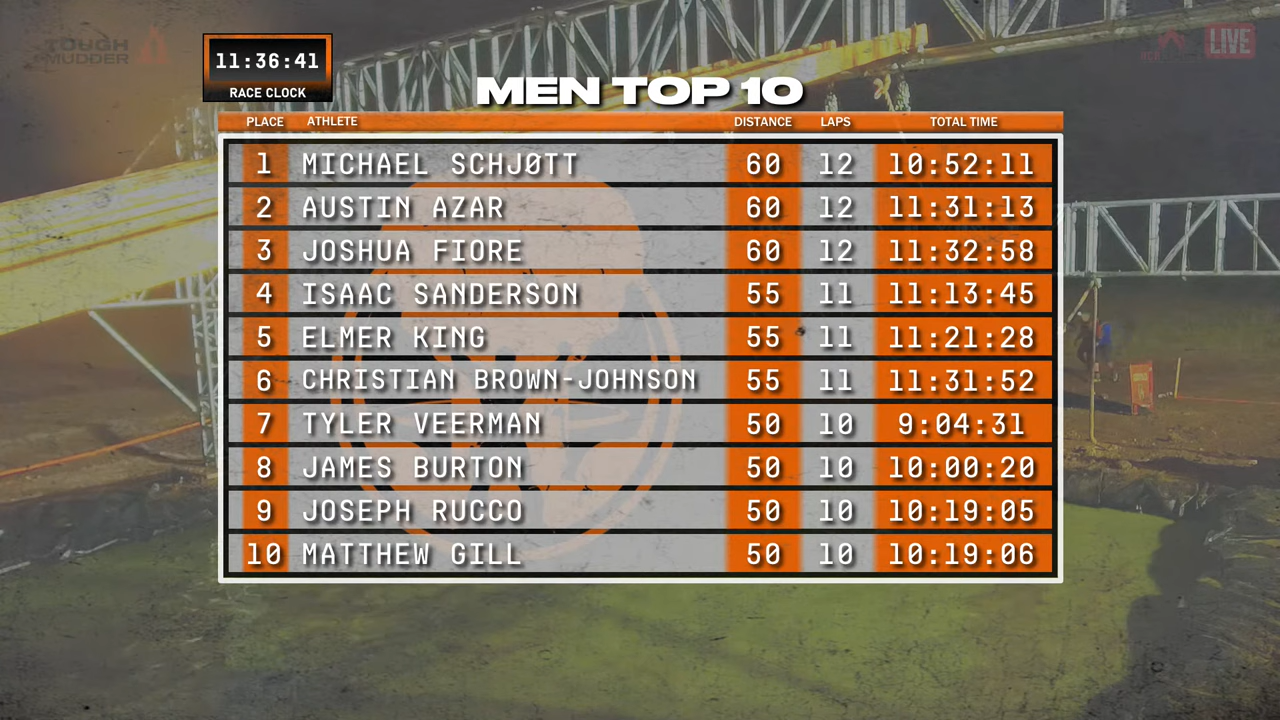 TOUGH
MUDDER
LIVE
11:36:41
RACE CLOCK
MEN TOP 10
PLACE ATHLETE DISTANCE LAPS TOTAL TIME
1 MICHAEL SCHJØTT 60 12 10:52:11
2 AUSTIN AZAR 60 12 11:31:13
3 JOSHUA FIORE 60 12 11:32:58
4 ISAAC SANDERSON 55 11 11:13:45
5 ELMER KING 55 11 11:21:28
6 CHRISTIAN BROWN-JOHNSON 55 11 11:31:52
7 TYLER VEERMAN 50 10 9:04:31
8 JAMES BURTON 50 10 10:00:20
9 JOSEPH RUCCO 50 10 10:19:05
10 MATTHEW GILL 50 10 10:19:06